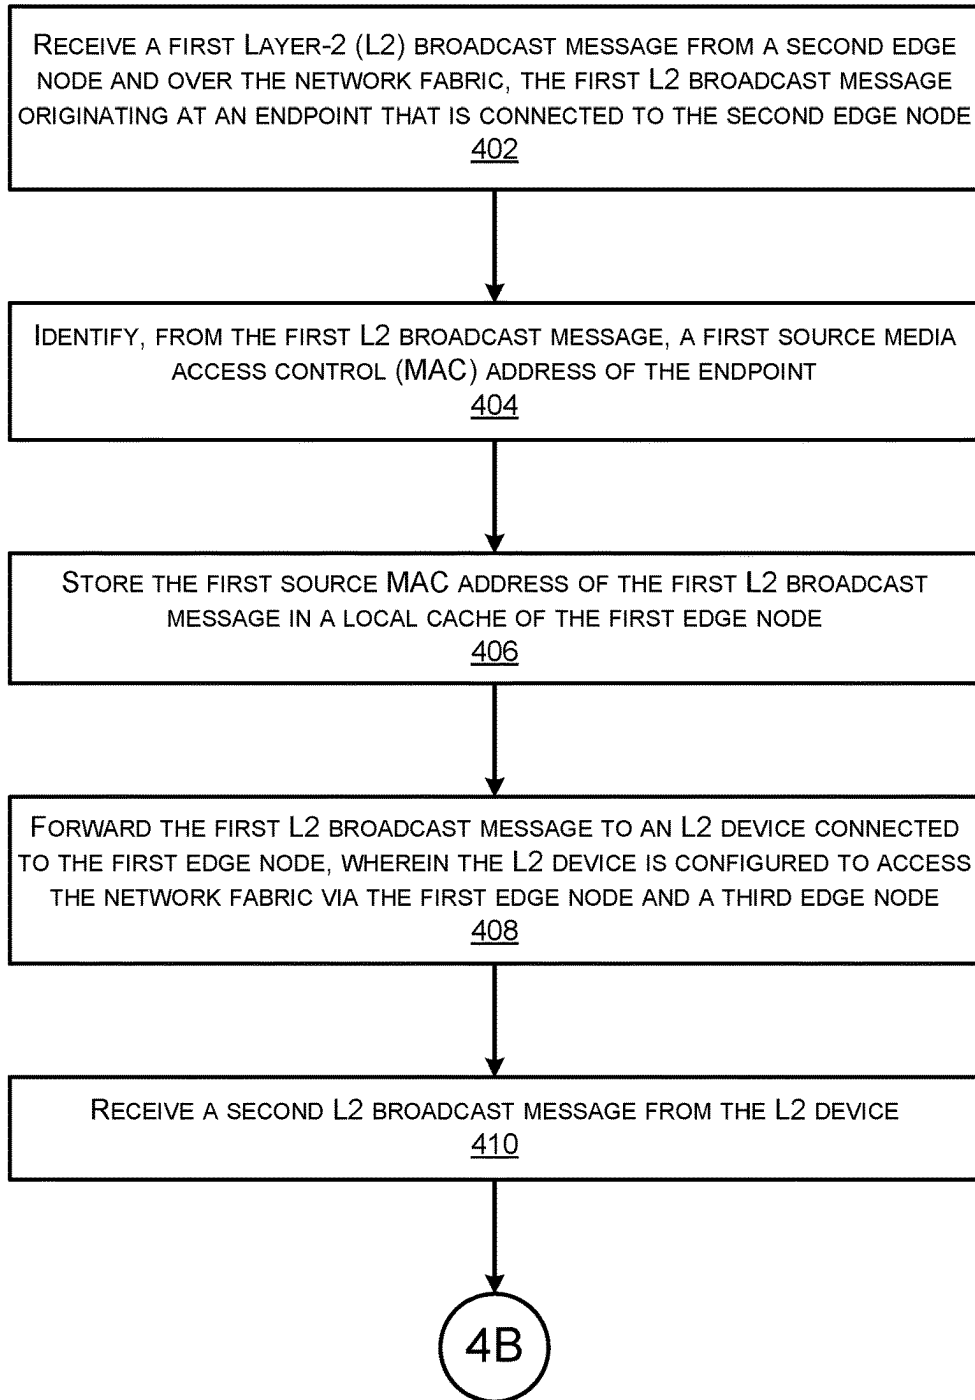 RECEIVE A FIRST LAYER-2 (L2) BROADCAST MESSAGE FROM A SECOND EDGE
NODE AND OVER THE NETWORK FABRIC, THE FIRST L2 BROADCAST MESSAGE
ORIGINATING AT AN ENDPOINT THAT IS CONNECTED TO THE SECOND EDGE NODE
402
IDENTIFY, FROM THE FIRST L2 BROADCAST MESSAGE, A FIRST SOURCE MEDIA
ACCESS CONTROL (MAC) ADDRESS OF THE ENDPOINT
404
STORE THE FIRST SOURCE MAC ADDRESS OF THE FIRST L2 BROADCAST
MESSAGE IN A LOCAL CACHE OF THE FIRST EDGE NODE
406
FORWARD THE FIRST L2 BROADCAST MESSAGE TO AN L2 DEVICE CONNECTED
TO THE FIRST EDGE NODE, WHEREIN THE L2 DEVICE IS CONFIGURED TO ACCESS
THE NETWORK FABRIC VIA THE FIRST EDGE NODE AND A THIRD EDGE NODE
408
RECEIVE A SECOND L2 BROADCAST MESSAGE FROM THE L2 DEVICE
410
4B